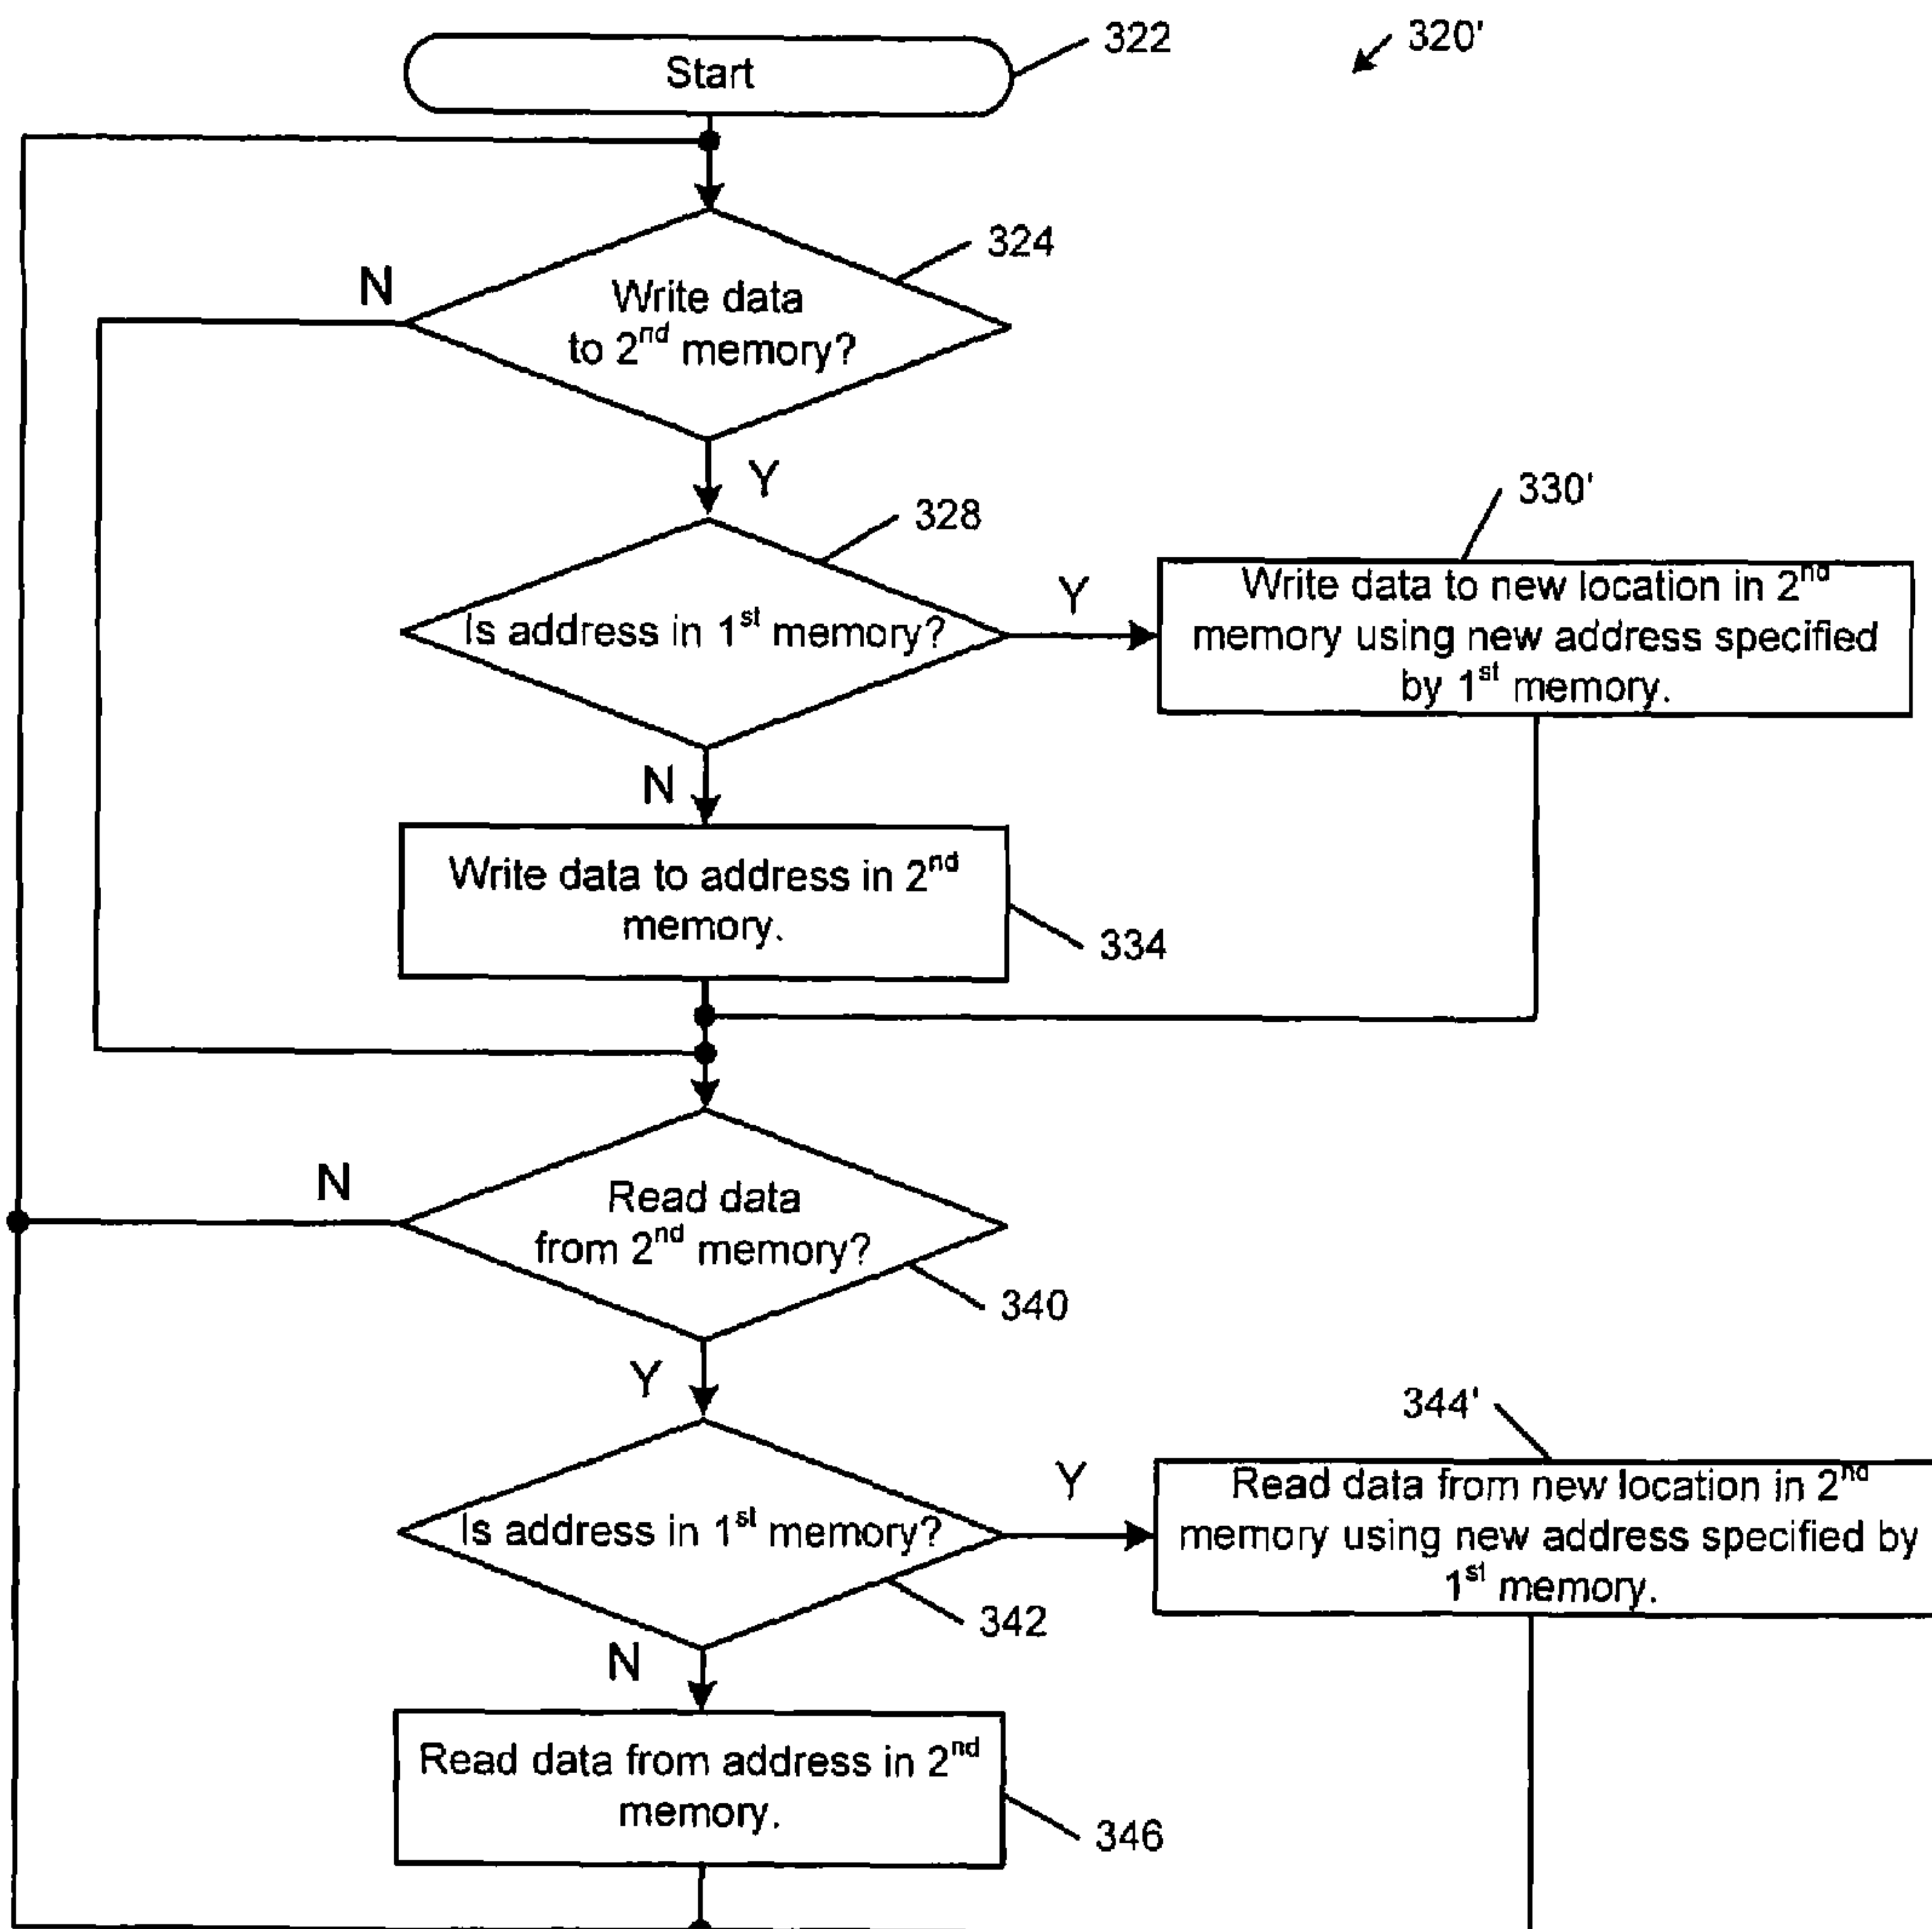 322
320'
Start
324
N
Write data
to 2nd memory?
Y
330'
328
Is address in 1st memory?
Y
Write data to new location in 2nd
memory using new address specified
by 1st memory.
N
Write data to address in 2nd
memory.
334
N
Read data
from 2nd memory?
340
Y
344'
Is address in 1st memory?
Y
Read data from new location in 2nd
memory using new address specified by
1st memory.
342
N
Read data from address in 2nd
memory.
346